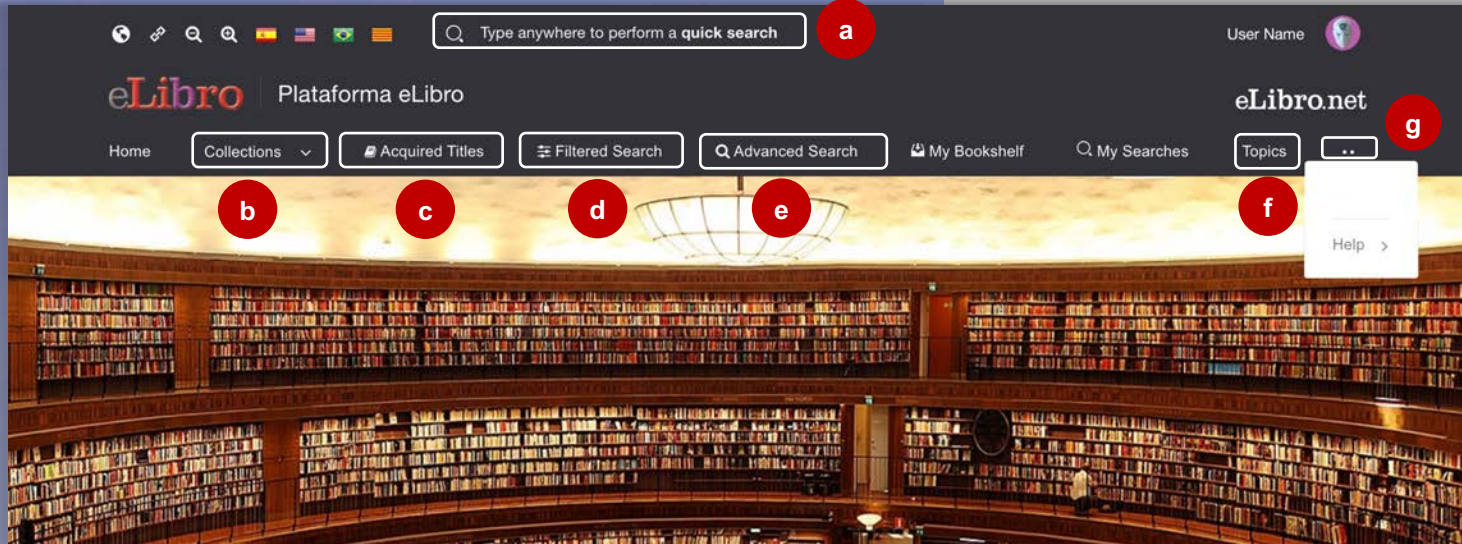 Type anywhere to perform a quick search
a
User Name
eLibro
Plataforma eLibro
eLibro.net
g
Home
Collections
Acquired Titles
Filtered Search
Advanced Search
My Bookshelf
My Searches
Topics
..
b
c
d
e
f
Help >